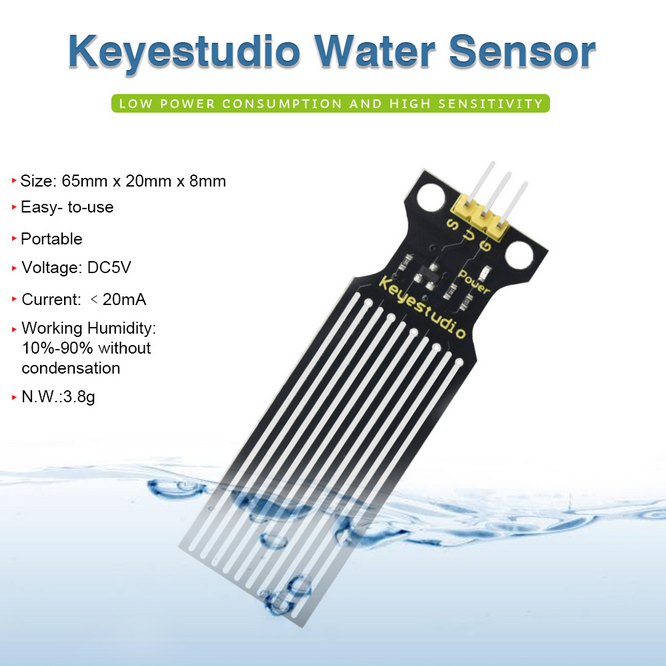 Keyestudio Water Sensor
LOW POWER CONSUMPTION AND HIGH SENSITIVITY
Size: 65mm x 20mm x 8mm
Easy- to-use
Portable
Voltage: DC5V
Current: ＜20mA
Working Humidity:
10%-90% without
condensation
N.W.:3.8g
S V G
Power
Keyestudio